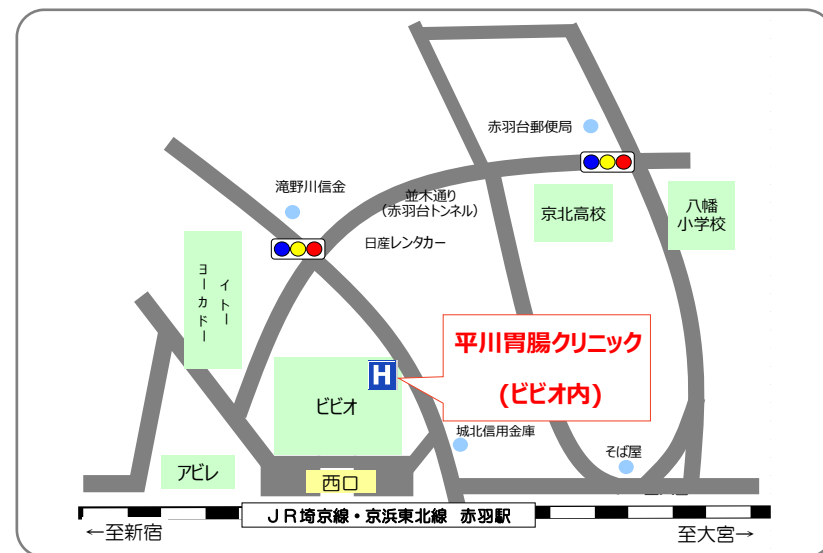 赤羽台郵便局
滝野川信金
並木通り
(赤羽台トンネル)
日産レンタカー
京北高校
八幡
小学校
イトー
ヨーカドー
H
平川胃腸クリニック
(ビビオ内)
ビビオ
城北信用金庫
そば屋
アビレ
西口
JR埼京線・京浜東北線 赤羽駅
←至新宿
至大宮→